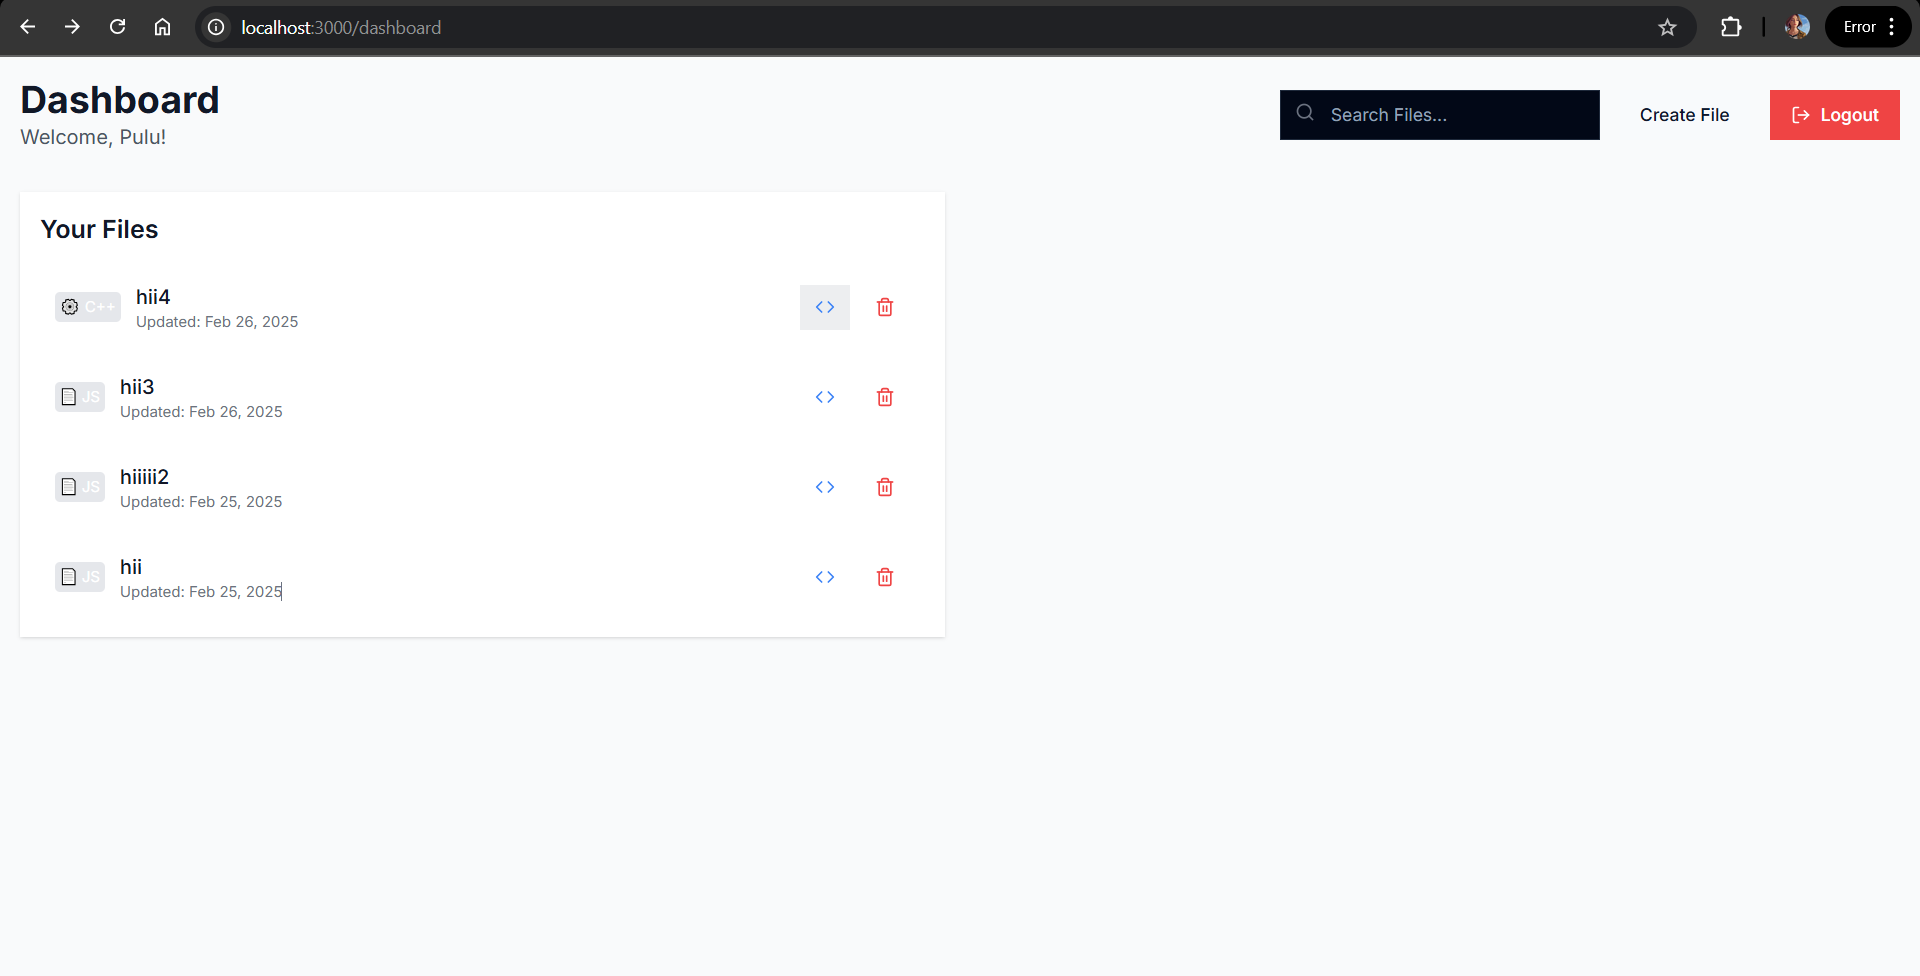 localhost:3000/dashboard
Error
Dashboard
Welcome, Pulu!
Search Files...
Create File
Logout
Your Files
C++
hii4
Updated: Feb 26, 2025
JS
hii3
Updated: Feb 26, 2025
JS
hiiiii2
Updated: Feb 25, 2025
JS
hii
Updated: Feb 25, 2025